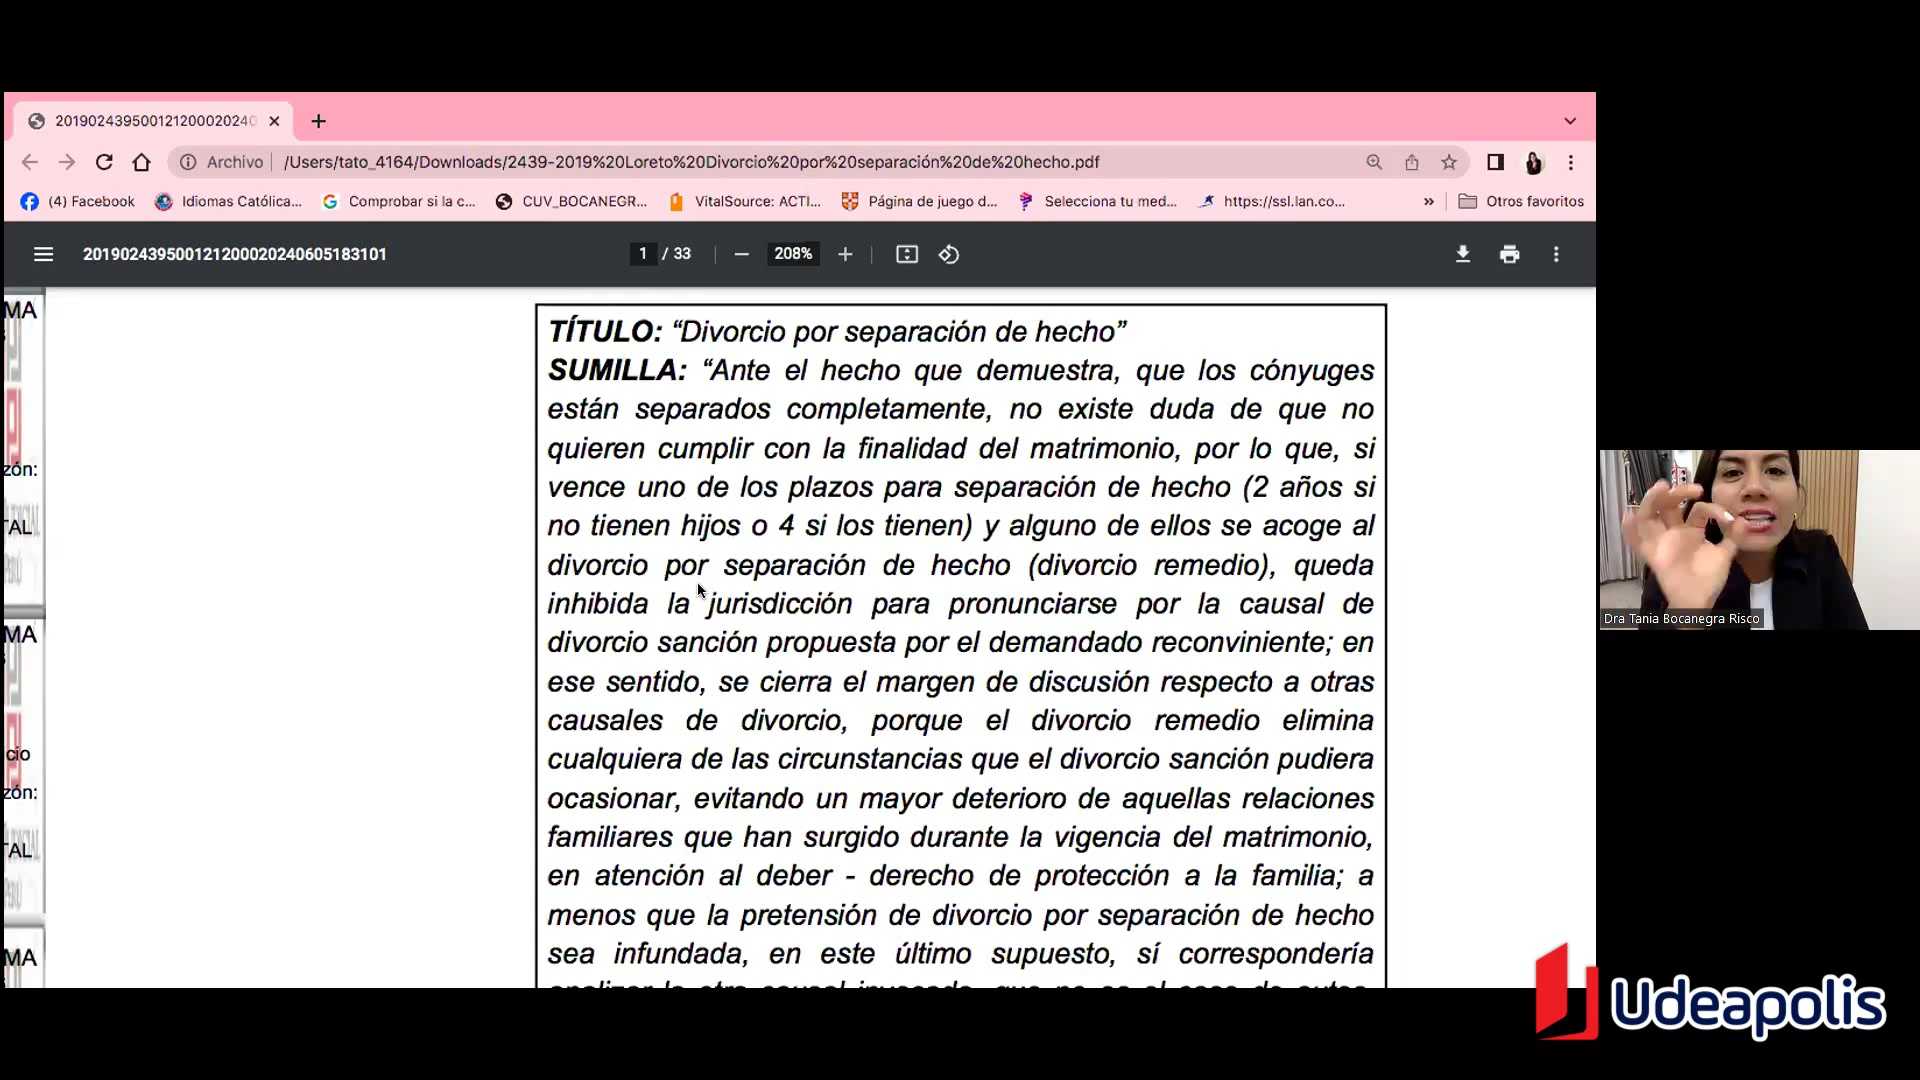 20190243950012120002024
Archivo
/Users/tato_4164/Downloads/2439-2019%20Loreto%20Divorcio%20por%20separación%20de%20hecho.pdf
(4) Facebook
Idiomas Católica...
Comprobar si la c...
CUV_BOCANEGR...
VitalSource: ACTI...
Página de juego d...
Selecciona tu med...
https://ssl.lan.co...
»
Otros favoritos
20190243950012120002024060518​3101
1 / 33
208%
MA
zón:
TAL
MA
cio
zón:
TAL
MA
TÍTULO: “Divorcio por separación de hecho”
SUMILLA: “Ante el hecho que demuestra, que los cónyuges
están separados completamente, no existe duda de que no
quieren cumplir con la finalidad del matrimonio, por lo que, si
vence uno de los plazos para separación de hecho (2 años si
no tienen hijos o 4 si los tienen) y alguno de ellos se acoge al
divorcio por separación de hecho (divorcio remedio), queda
inhibida la jurisdicción para pronunciarse por la causal de
divorcio sanción propuesta por el demandado reconviniente; en
ese sentido, se cierra el margen de discusión respecto a otras
causales de divorcio, porque el divorcio remedio elimina
cualquiera de las circunstancias que el divorcio sanción pudiera
ocasionar, evitando un mayor deterioro de aquellas relaciones
familiares que han surgido durante la vigencia del matrimonio,
en atención al deber - derecho de protección a la familia; a
menos que la pretensión de divorcio por separación de hecho
sea infundada, en este último supuesto, sí correspondería
Dra Tania Bocanegra Risco
Udeapolis